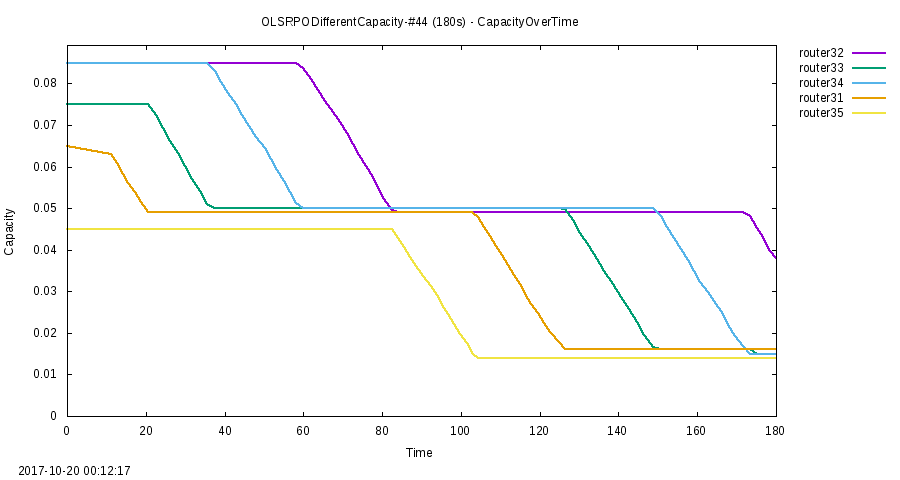 OLSRPODifferentCapacity-#44 (180s) - CapacityOverTime
router32
router33
router34
router31
router35
0.08
0.07
0.06
0.05
0.04
0.03
0.02
0.01
0
Capacity
0 20 40 60 80 100 120 140 160 180
Time
2017-10-20 00:12:17